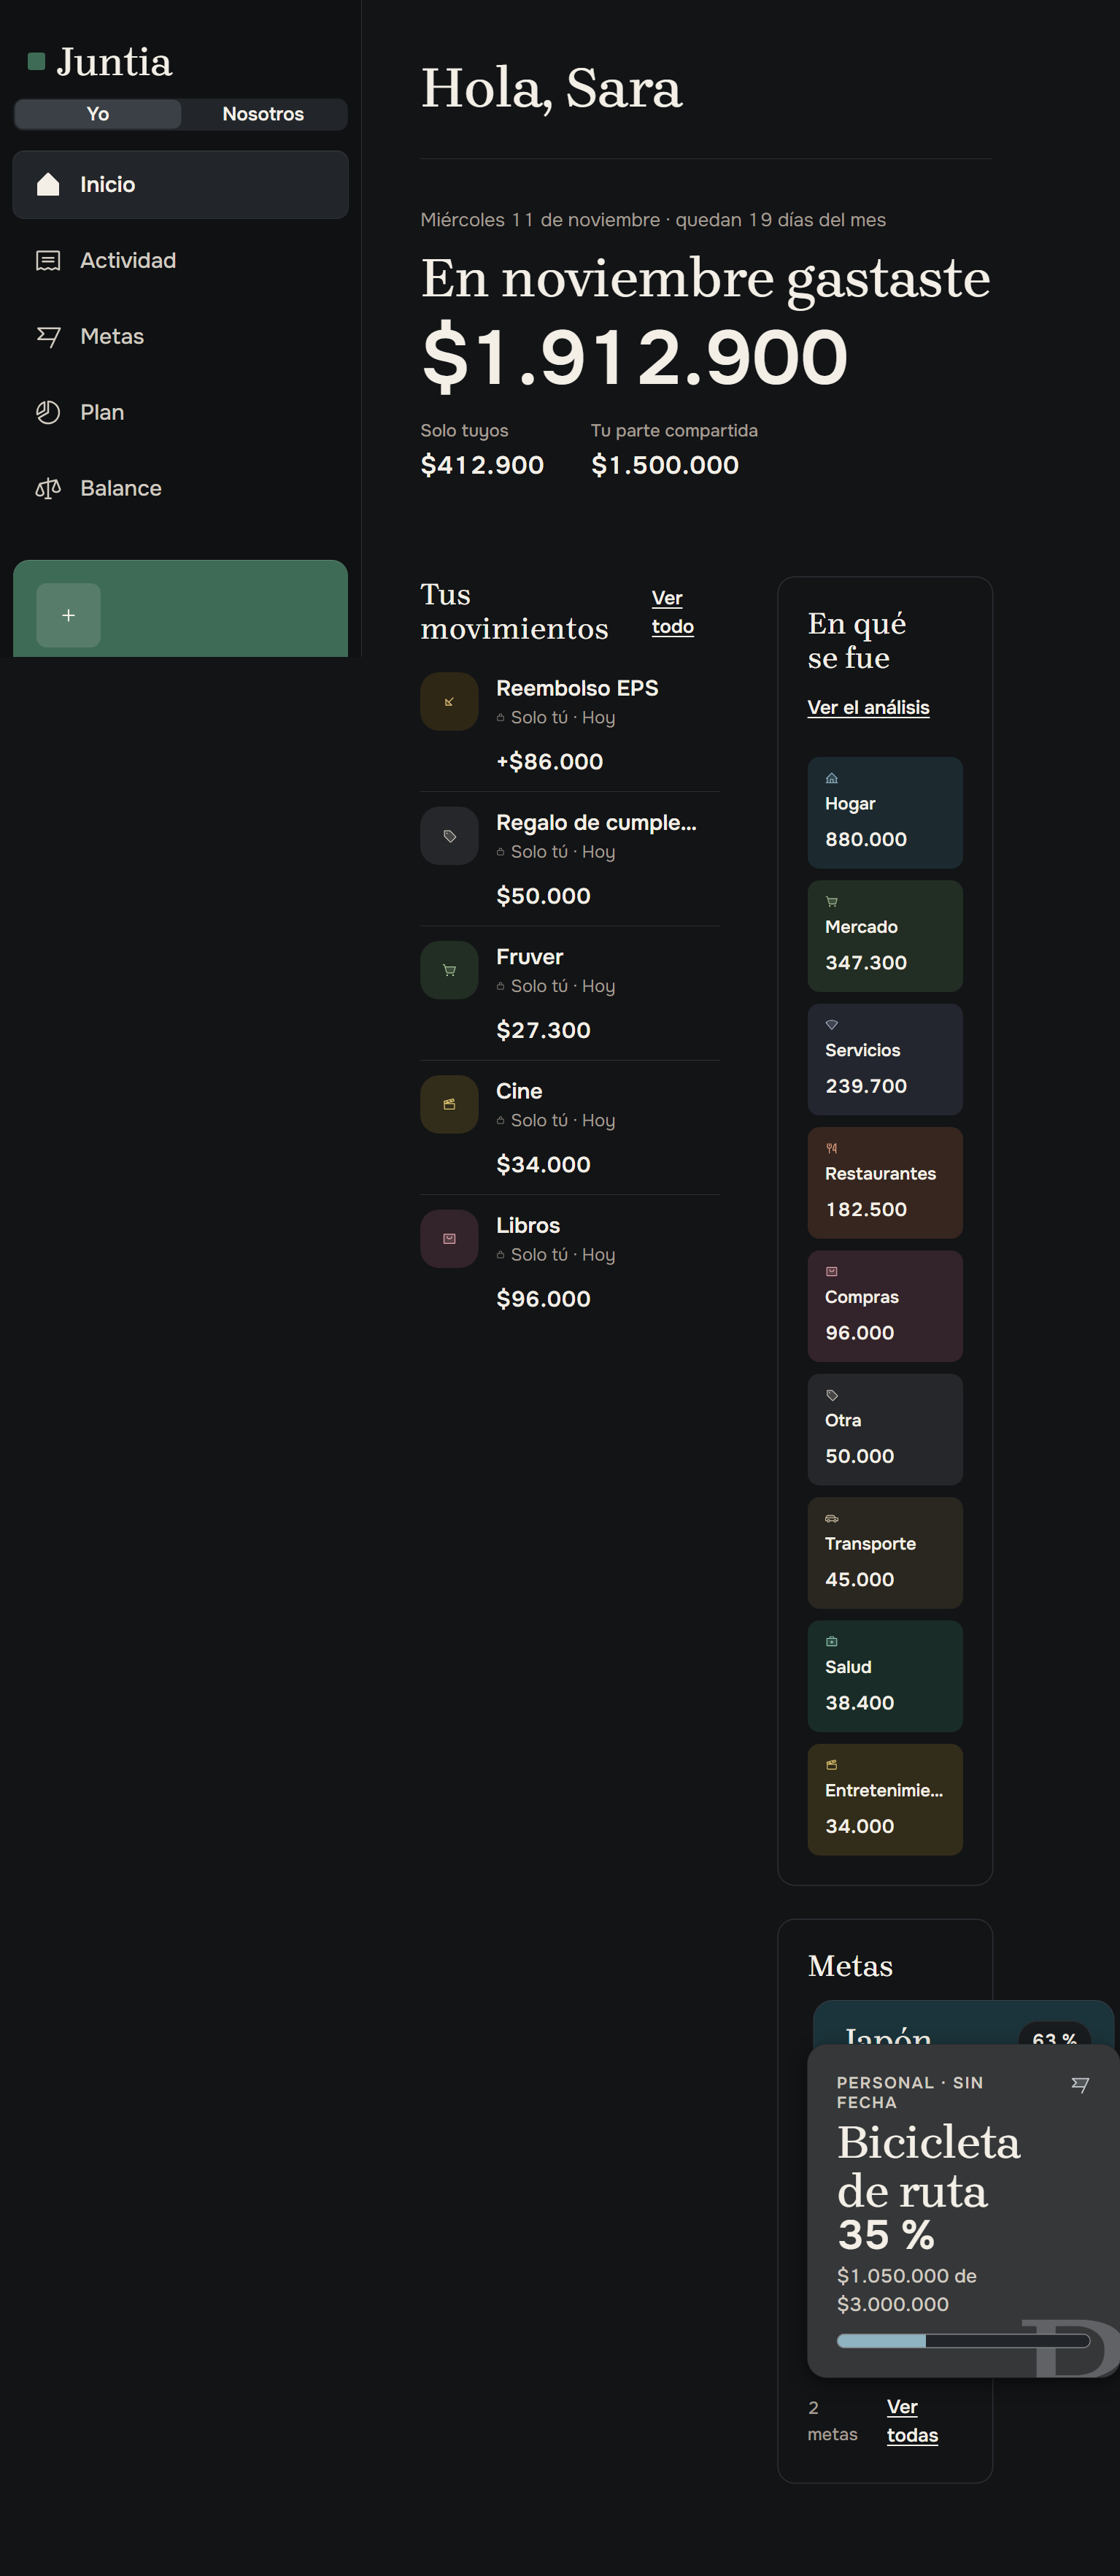 Juntia
Yo
Nosotros
Inicio
Actividad
Metas
Plan
Balance
+
Hola, Sara
Miércoles 11 de noviembre · quedan 19 días del mes
En noviembre gastaste
$1.912.900
Solo tuyos
$412.900
Tu parte compartida
$1.500.000
Tus
movimientos
Ver
todo
Reembolso EPS
Solo tú · Hoy
+$86.000
Regalo de cumple...
Solo tú · Hoy
$50.000
Fruver
Solo tú · Hoy
$27.300
Cine
Solo tú · Hoy
$34.000
Libros
Solo tú · Hoy
$96.000
En qué
se fue
Ver el análisis
Hogar
880.000
Mercado
347.300
Servicios
239.700
Restaurantes
182.500
Compras
96.000
Otra
50.000
Transporte
45.000
Salud
38.400
Entretenimie...
34.000
Metas
Japón
63 %
PERSONAL · SIN
FECHA
Bicicleta
de ruta
35 %
$1.050.000 de
$3.000.000
2
metas
Ver
todas